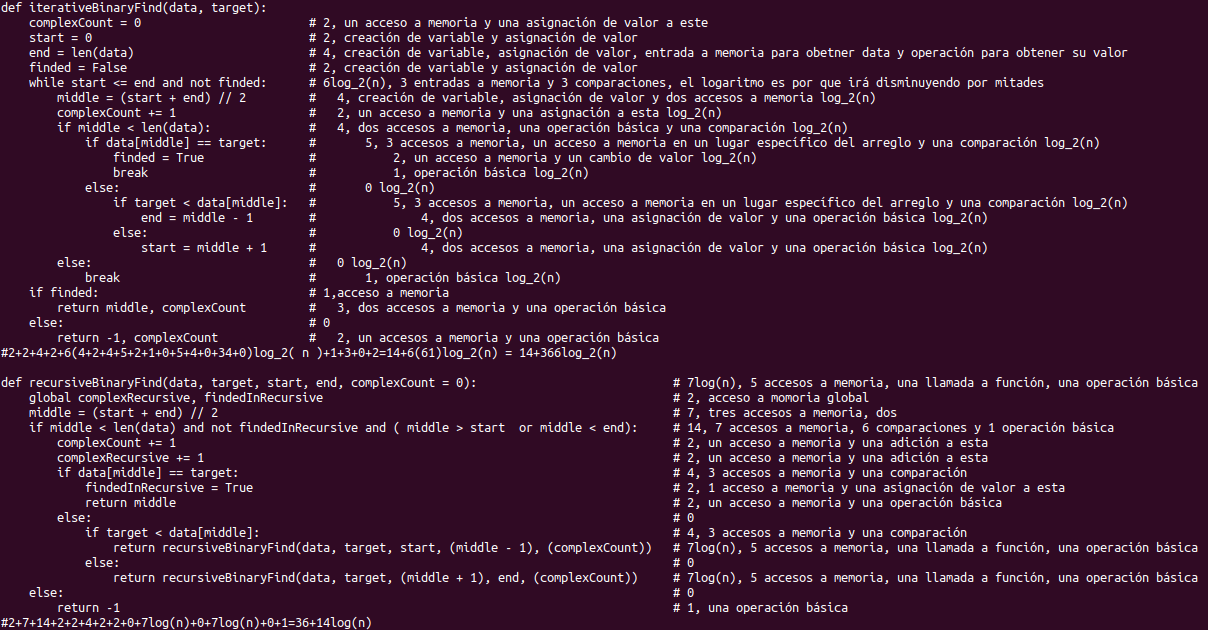 def iterativeBinaryFind(data, target):
    complexCount = 0                        # 2, un acceso a memoria y una asignación de valor a este
    start = 0                               # 2, creación de variable y asignación de valor
    end = len(data)                         # 4, creación de variable, asignación de valor, entrada a memoria para obetner data y operación para obtener su valor
    finded = False                          # 2, creación de variable y asignación de valor
    while start <= end and not finded:      # 6log_2(n), 3 entradas a memoria y 3 comparaciones, el logaritmo es por que irá disminuyendo por mitades
        middle = (start + end) // 2         #   4, creación de variable, asignación de valor y dos accesos a memoria log_2(n)
        complexCount += 1                   #   2, un acceso a memoria y una asignación a esta log_2(n)
        if middle < len(data):              #   4, dos accesos a memoria, una operación básica y una comparación log_2(n)
            if data[middle] == target:      #       5, 3 accesos a memoria, un acceso a memoria en un lugar específico del arreglo y una comparación log_2(n)
                finded = True               #           2, un acceso a memoria y un cambio de valor log_2(n)
                break                       #           1, operación básica log_2(n)
            else:                           #       0 log_2(n)
                if target < data[middle]:   #           5, 3 accesos a memoria, un acceso a memoria en un lugar específico del arreglo y una comparación log_2(n)
                    end = middle - 1        #               4, dos accesos a memoria, una asignación de valor y una operación básica log_2(n)
                else:                       #           0 log_2(n)
                    start = middle + 1      #               4, dos accesos a memoria, una asignación de valor y una operación básica log_2(n)
        else:                               #   0 log_2(n)
            break                           #       1, operación básica log_2(n)
    if finded:                              # 1,acceso a memoria
        return middle, complexCount         #   3, dos accesos a memoria y una operación básica
    else:                                   # 0
        return -1, complexCount             #   2, un accesos a memoria y una operación básica
#2+2+4+2+6(4+2+4+5+2+1+0+5+4+0+34+0)log_2( n )+1+3+0+2=14+6(61)log_2(n) = 14+366log_2(n)

def recursiveBinaryFind(data, target, start, end, complexCount = 0):                            # 7log(n), 5 accesos a memoria, una llamada a función, una operación básica
    global complexRecursive, findedInRecursive                                                  # 2, acceso a momoria global
    middle = (start + end) // 2                                                                 # 7, tres accesos a memoria, dos
    if middle < len(data) and not findedInRecursive and ( middle > start  or middle < end):     # 14, 7 accesos a memoria, 6 comparaciones y 1 operación básica
        complexCount += 1                                                                       # 2, un acceso a memoria y una adición a esta
        complexRecursive += 1                                                                   # 2, un acceso a memoria y una adición a esta
        if data[middle] == target:                                                              # 4, 3 accesos a memoria y una comparación
            findedInRecursive = True                                                            # 2, 1 acceso a memoria y una asignación de valor a esta
            return middle                                                                       # 2, un acceso a memoria y una operación básica
        else:                                                                                   # 0
            if target < data[middle]:                                                           # 4, 3 accesos a memoria y una comparación
                return recursiveBinaryFind(data, target, start, (middle - 1), (complexCount))   # 7log(n), 5 accesos a memoria, una llamada a función, una operación básica
            else:                                                                               # 0
                return recursiveBinaryFind(data, target, (middle + 1), end, (complexCount))     # 7log(n), 5 accesos a memoria, una llamada a función, una operación básica
    else:                                                                                       # 0
        return -1                                                                               # 1, una operación básica
#2+7+14+2+2+4+2+2+0+7log(n)+0+7log(n)+0+1=36+14log(n)